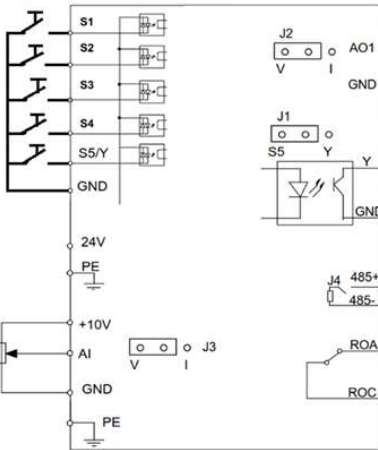 S1
S2
S3
S4
S5/Y
GND
24V
PE
+10V
AI
GND
PE
J2
V I
AO1
GND
J1
S5 Y
Y
GND
J4
485+
485-
J3
V I
ROA
ROC